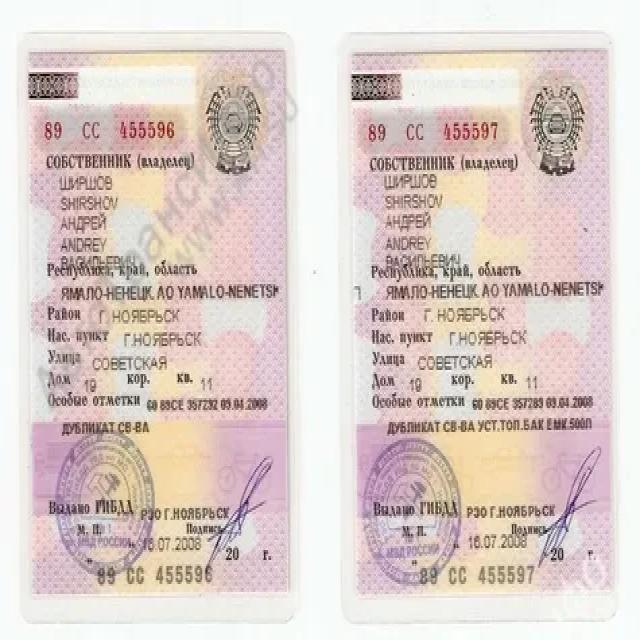 89 СС 455596
СОБСТВЕННИК (владелец)
ШИРШОВ
SHIRSHOV
АНДРЕЙ
ANDREY
ВАСИЛЬЕВИЧ
Республика, край, область
ЯМАЛО-НЕНЕЦК. АО YAMALO-NENETSK
Район Г. НОЯБРЬСК
Нас. пункт Г.НОЯБРЬСК
Улица СОВЕТСКАЯ
Дом 19 кор. кв. 11
Особые отметки 60 89СЕ 357292 09.04.2008
ДУБЛИКАТ СВ-ВА
Выдано ГИБДД РЭО Г.НОЯБРЬСК
М. П. Подпись
16.07.2008 20 г.
89 СС 455596
89 СС 455597
СОБСТВЕННИК (владелец)
ШИРШОВ
SHIRSHOV
АНДРЕЙ
ANDREY
ВАСИЛЬЕВИЧ
Республика, край, область
ЯМАЛО-НЕНЕЦК. АО YAMALO-NENETSK
Район Г. НОЯБРЬСК
Нас. пункт Г.НОЯБРЬСК
Улица СОВЕТСКАЯ
Дом 19 кор. кв. 11
Особые отметки 60 89СЕ 357283 09.04.2008
ДУБЛИКАТ СВ-ВА УСТ.ТОП.БАК ЕМК.500Л
Выдано ГИБДД РЭО Г.НОЯБРЬСК
М. П. Подпись
16.07.2008 20 г.
89 СС 455597